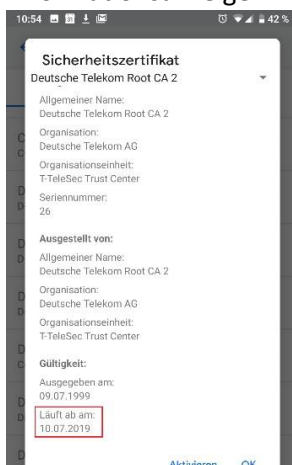 10:54
42 %
Sicherheitszertifikat
Deutsche Telekom Root CA 2
Allgemeiner Name:
Deutsche Telekom Root CA 2
Organisation:
Deutsche Telekom AG
Organisationseinheit:
T-TeleSec Trust Center
Seriennummer:
26
Ausgestellt von:
Allgemeiner Name:
Deutsche Telekom Root CA 2
Organisation:
Deutsche Telekom AG
Organisationseinheit:
T-TeleSec Trust Center
Gültigkeit:
Ausgegeben am:
09.07.1999
Läuft ab am:
10.07.2019
Aktivieren OK